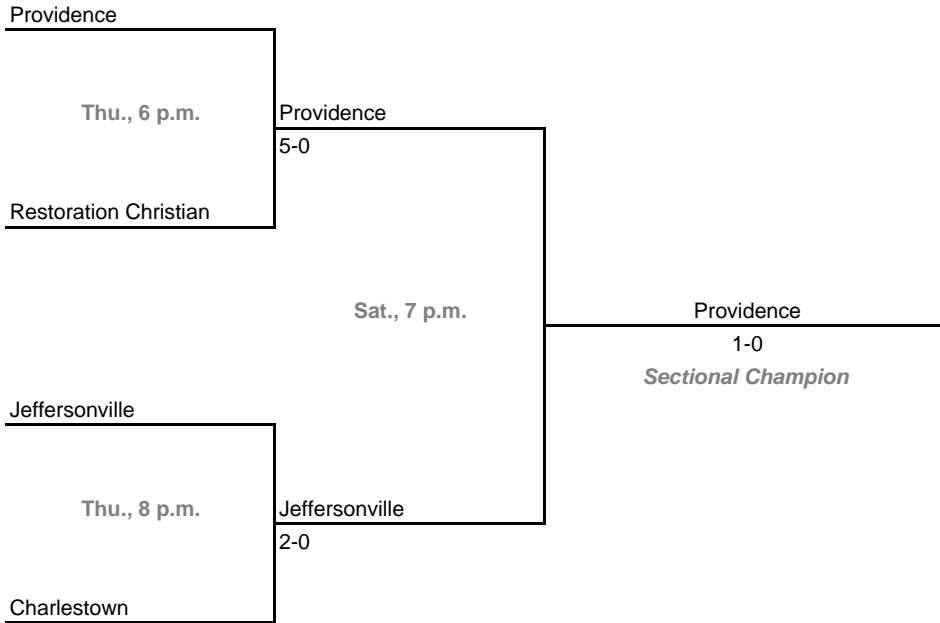 Providence
Thu., 6 p.m.
Providence
5-0
Restoration Christian
Sat., 7 p.m.
Providence
1-0
Sectional Champion
Jeffersonville
Thu., 8 p.m.
Jeffersonville
2-0
Charlestown